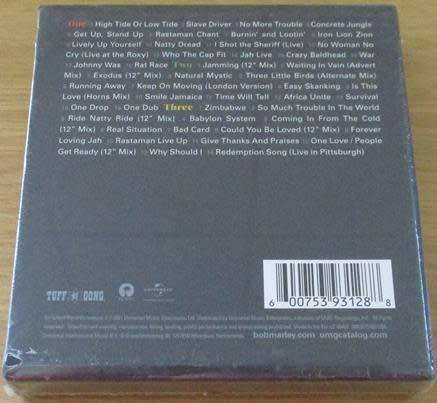 One High Tide Or Low Tide Slave Driver No More Trouble Concrete Jungle
Get Up, Stand Up Rastaman Chant Burnin' and Lootin' Iron Lion Zion
Lively Up Yourself Natty Dread I Shot the Sheriff (Live) No Woman No
Cry (Live at the Roxy) Who The Cap Fit Jah Live Crazy Baldhead War
Johnny Was Rat Race Two Jamming (12" Mix) Waiting in Vain (Advert
Mix) Exodus (12" Mix) Natural Mystic Three Little Birds (Alternate Mix)
Running Away Keep On Moving (London Version) Easy Skanking Is This
Love (Horns Mix) Smile Jamaica Time Will Tell Africa Unite Survival
One Drop One Dub Three Zimbabwe So Much Trouble In The World
Ride Natty Ride (12" Mix) Babylon System Coming In From The Cold
(12" Mix) Real Situation Bad Card Could You Be Loved (12" Mix) Forever
Loving Jah Rastaman Live Up Give Thanks And Praises One Love / People
Get Ready (12" Mix) Why Should I Redemption Song (Live in Pittsburgh)
TUFF GONG
UNIVERSAL
6 00753 93128 8
bobmarley.com umgcatalog.com